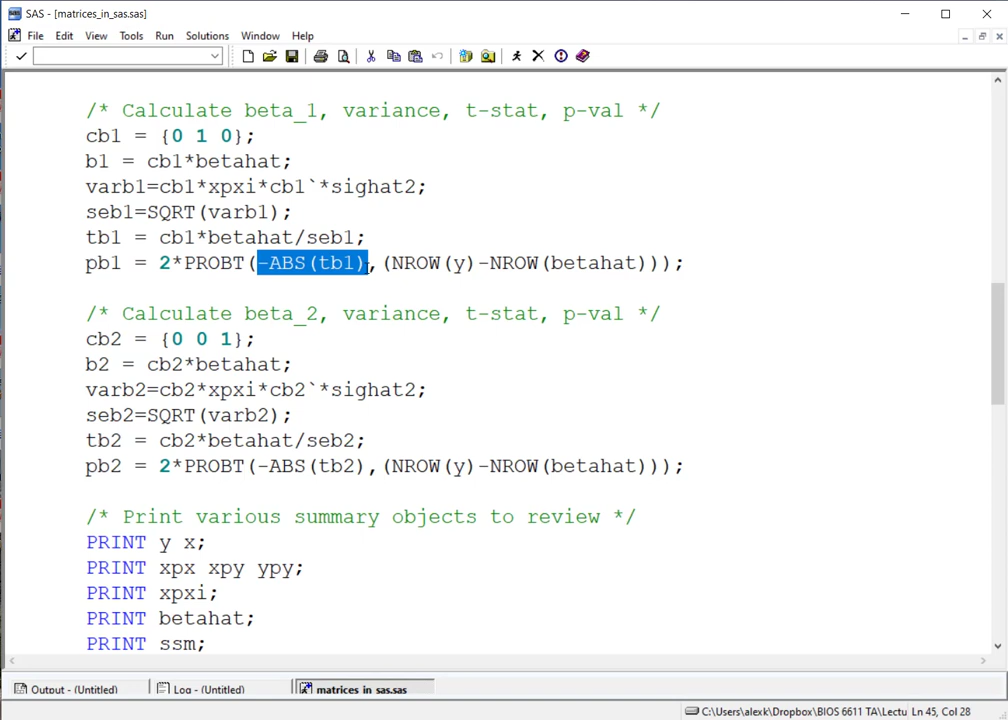 SAS - [matrices_in_sas.sas]
File Edit View Tools Run Solutions Window Help
/* Calculate beta_1, variance, t-stat, p-val */
cb1 = {0 1 0};
b1 = cb1*betahat;
varb1=cb1*xpxi*cb1`*sighat2;
seb1=SQRT(varb1);
tb1 = cb1*betahat/seb1;
pb1 = 2*PROBT(-ABS(tb1),(NROW(y)-NROW(betahat)));
/* Calculate beta_2, variance, t-stat, p-val */
cb2 = {0 0 1};
b2 = cb2*betahat;
varb2=cb2*xpxi*cb2`*sighat2;
seb2=SQRT(varb2);
tb2 = cb2*betahat/seb2;
pb2 = 2*PROBT(-ABS(tb2),(NROW(y)-NROW(betahat)));
/* Print various summary objects to review */
PRINT y x;
PRINT xpx xpy ypy;
PRINT xpxi;
PRINT betahat;
PRINT ssm;
Output - (Untitled) Log - (Untitled) matrices in sas.sas
C:\Users\alexk\Dropbox\BIOS 6611 TA\Lectu Ln 45, Col 28